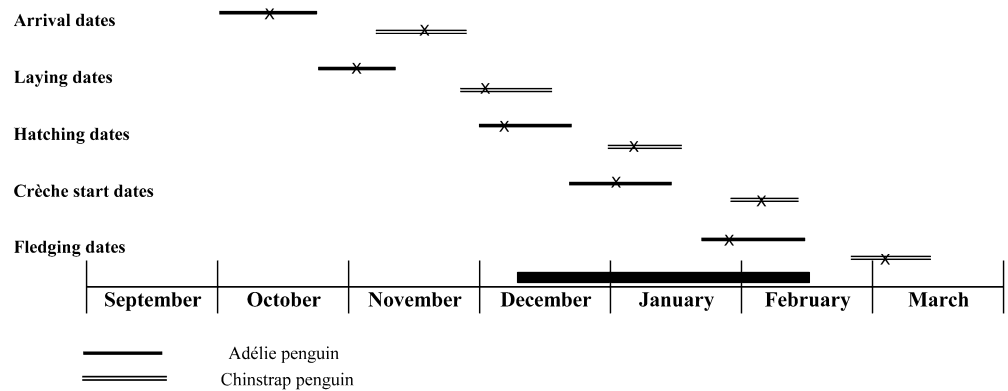 Arrival dates
Laying dates
Hatching dates
Crèche start dates
Fledging dates
September October November December January February March
Adélie penguin
Chinstrap penguin